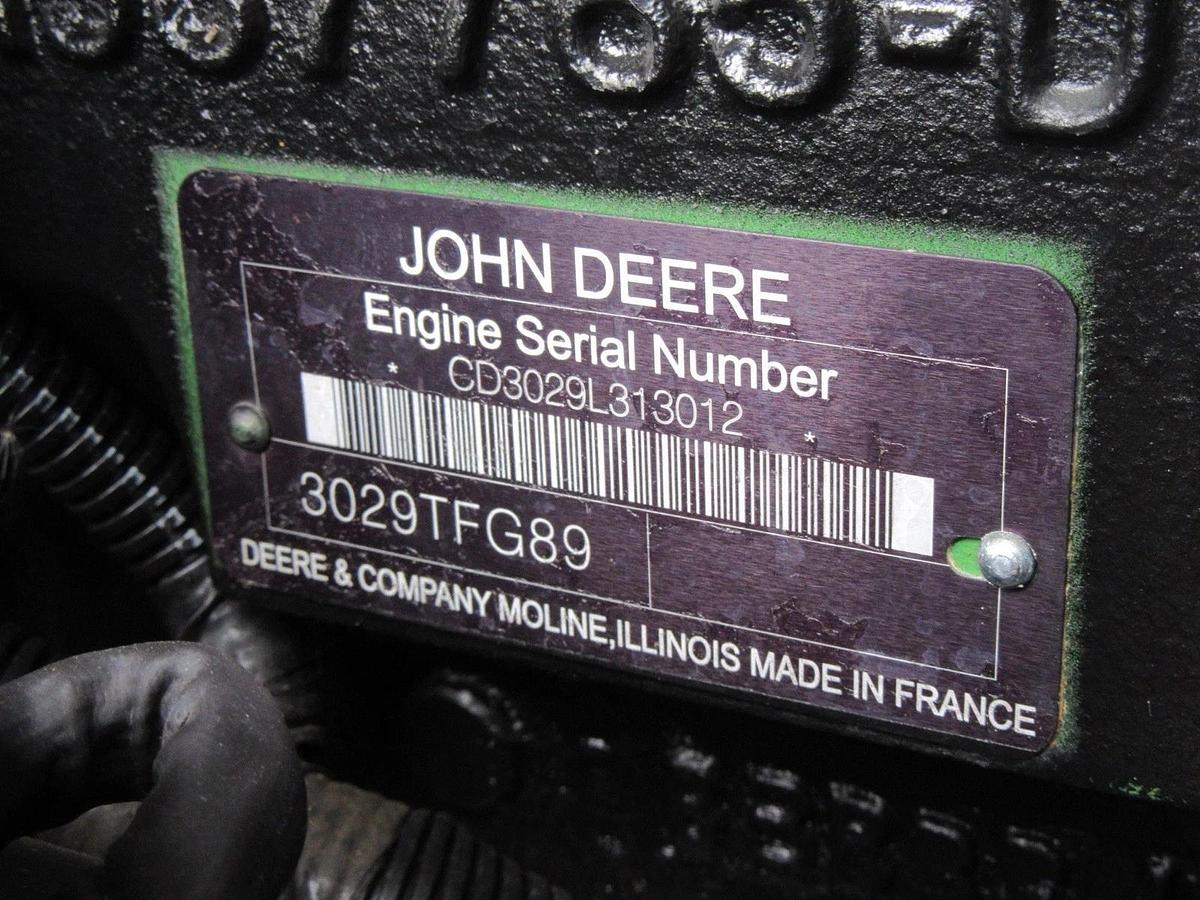 JOHN DEERE
Engine Serial Number
* CD3029L313012 *
3029TFG89
DEERE & COMPANY MOLINE,ILLINOIS MADE IN FRANCE